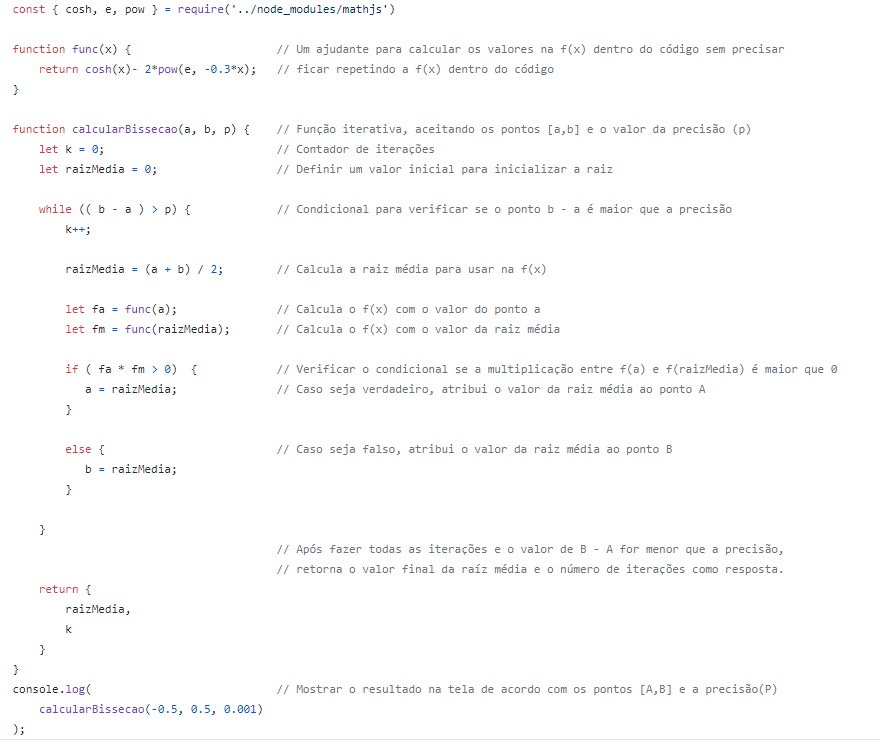 const { cosh, e, pow } = require('../node_modules/mathjs')
function func(x) { // Um ajudante para calcular os valores na f(x) dentro do código sem precisar
return cosh(x)- 2*pow(e, -0.3*x); // ficar repetindo a f(x) dentro do código
}
function calcularBissecao(a, b, p) { // Função iterativa, aceitando os pontos [a,b] e o valor da precisão (p)
let k = 0; // Contador de iterações
let raizMedia = 0; // Definir um valor inicial para inicializar a raiz
while (( b - a ) > p) { // Condicional para verificar se o ponto b - a é maior que a precisão
k++;
raizMedia = (a + b) / 2; // Calcula a raiz média para usar na f(x)
let fa = func(a); // Calcula o f(x) com o valor do ponto a
let fm = func(raizMedia); // Calcula o f(x) com o valor da raiz média
if ( fa * fm > 0) { // Verificar o condicional se a multiplicação entre f(a) e f(raizMedia) é maior que 0
a = raizMedia; // Caso seja verdadeiro, atribui o valor da raiz média ao ponto A
}
else { // Caso seja falso, atribui o valor da raiz média ao ponto B
b = raizMedia;
}
}
// Após fazer todas as iterações e o valor de B - A for menor que a precisão,
// retorna o valor final da raíz média e o número de iterações como resposta.
return {
raizMedia,
k
}
}
console.log( // Mostrar o resultado na tela de acordo com os pontos [A,B] e a precisão(P)
calcularBissecao(-0.5, 0.5, 0.001)
);